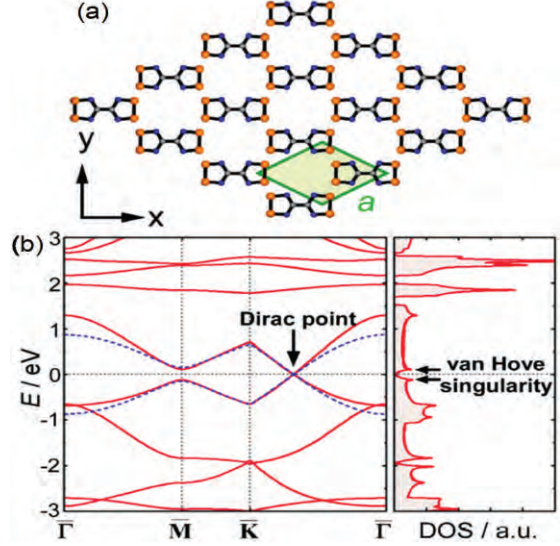 (a)
y
x
a
(b)
3
2
1
0
-1
-2
-3
E / eV
Dirac point
van Hove
singularity
Γ̅ M̅ K̅ Γ̅
DOS / a.u.